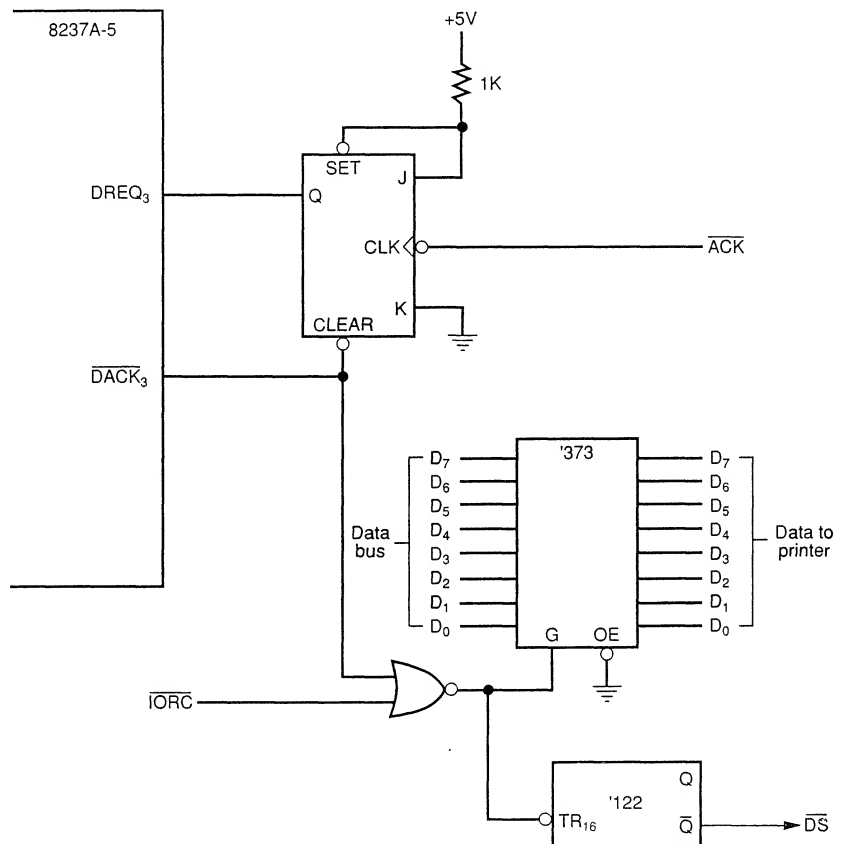 8237A-5
+5V
1K
SET
J
DREQ₃
Q
CLK
ACK
K
CLEAR
DACK₃
'373
D₇
D₇
D₆
D₆
D₅
D₅
Data
bus
D₄
D₄
Data to
printer
D₃
D₃
D₂
D₂
D₁
D₁
D₀
D₀
G
OE
IORC
Q
'122
TR₁₆
Q
DS